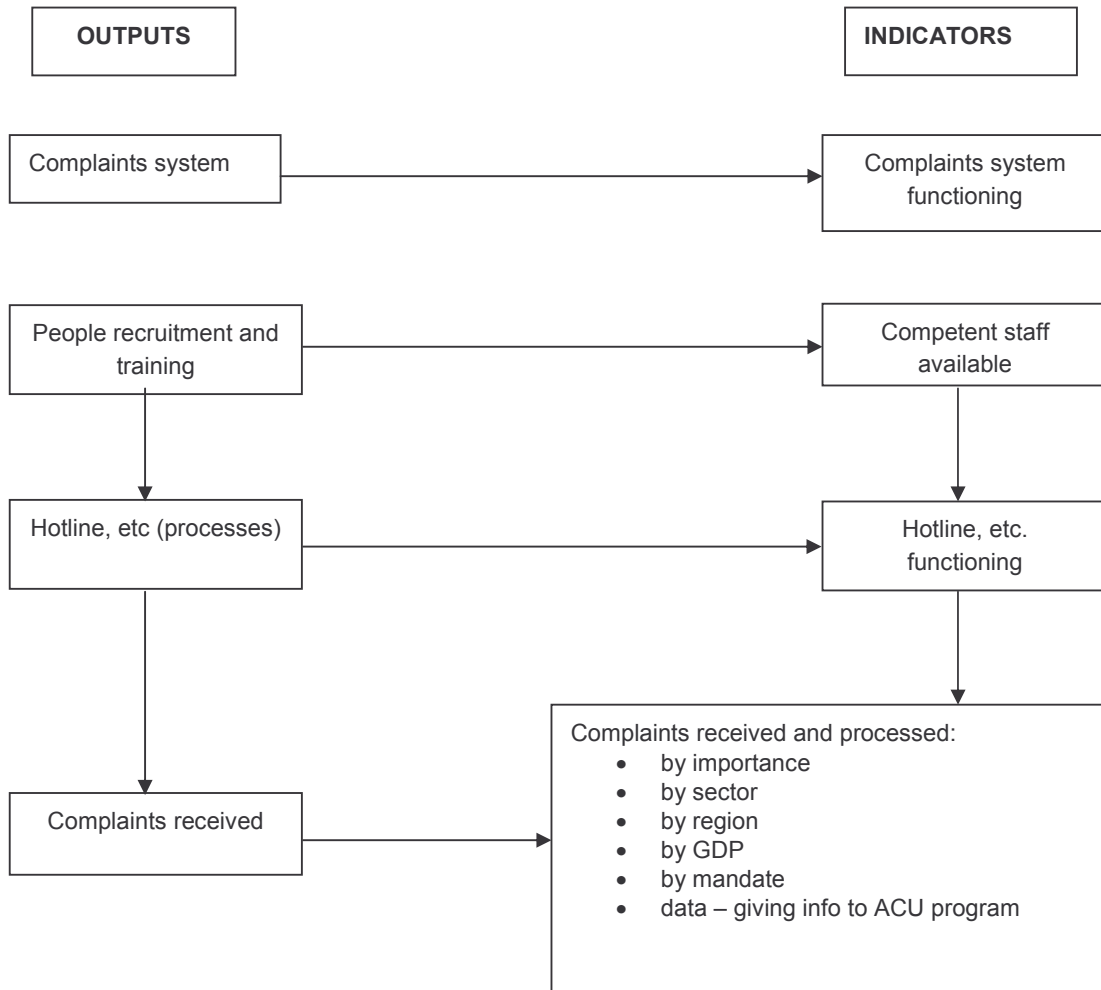 OUTPUTS
INDICATORS
Complaints system
Complaints system
functioning
People recruitment and
training
Competent staff
available
Hotline, etc (processes)
Hotline, etc.
functioning
Complaints received
Complaints received and processed:
• by importance
• by sector
• by region
• by GDP
• by mandate
• data – giving info to ACU program